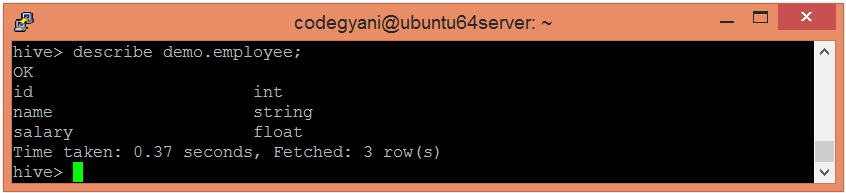 codegyani@ubuntu64server: ~
hive> describe demo.employee;
OK
id                      int
name                    string
salary                  float
Time taken: 0.37 seconds, Fetched: 3 row(s)
hive>